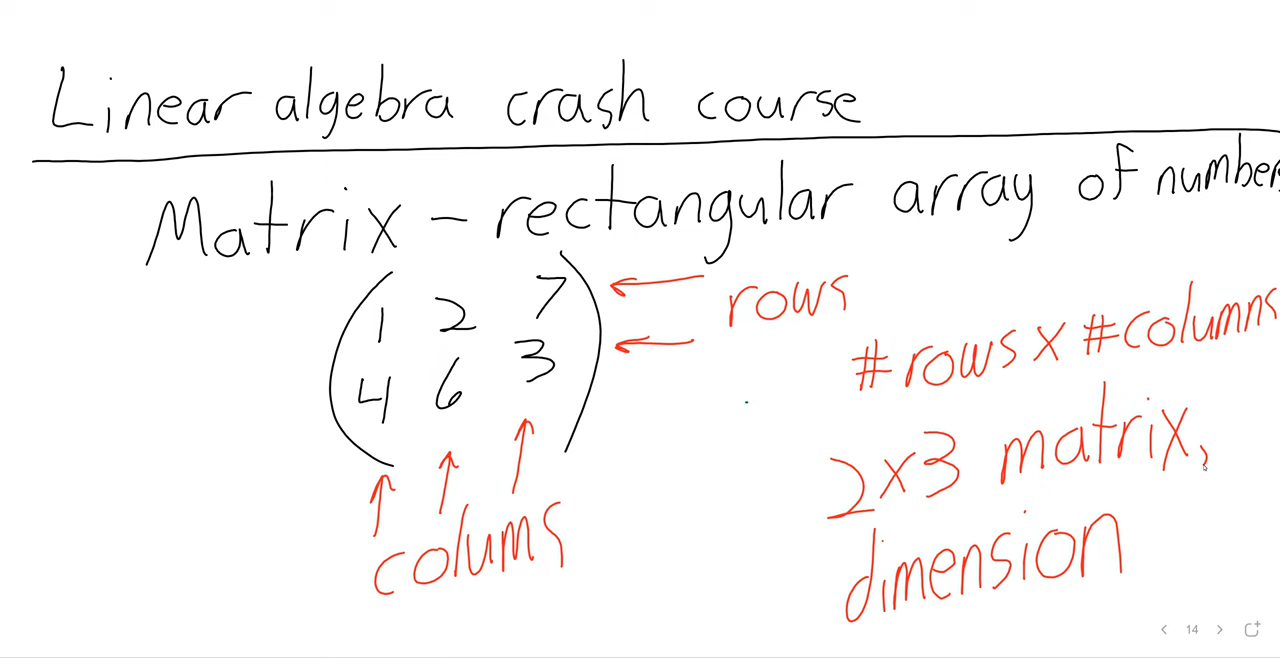 Linear algebra crash course
Matrix - rectangular array of number
1 2 7
4 6 3
rows
colums
#rows x #columns
2x3 matrix,
dimension
14